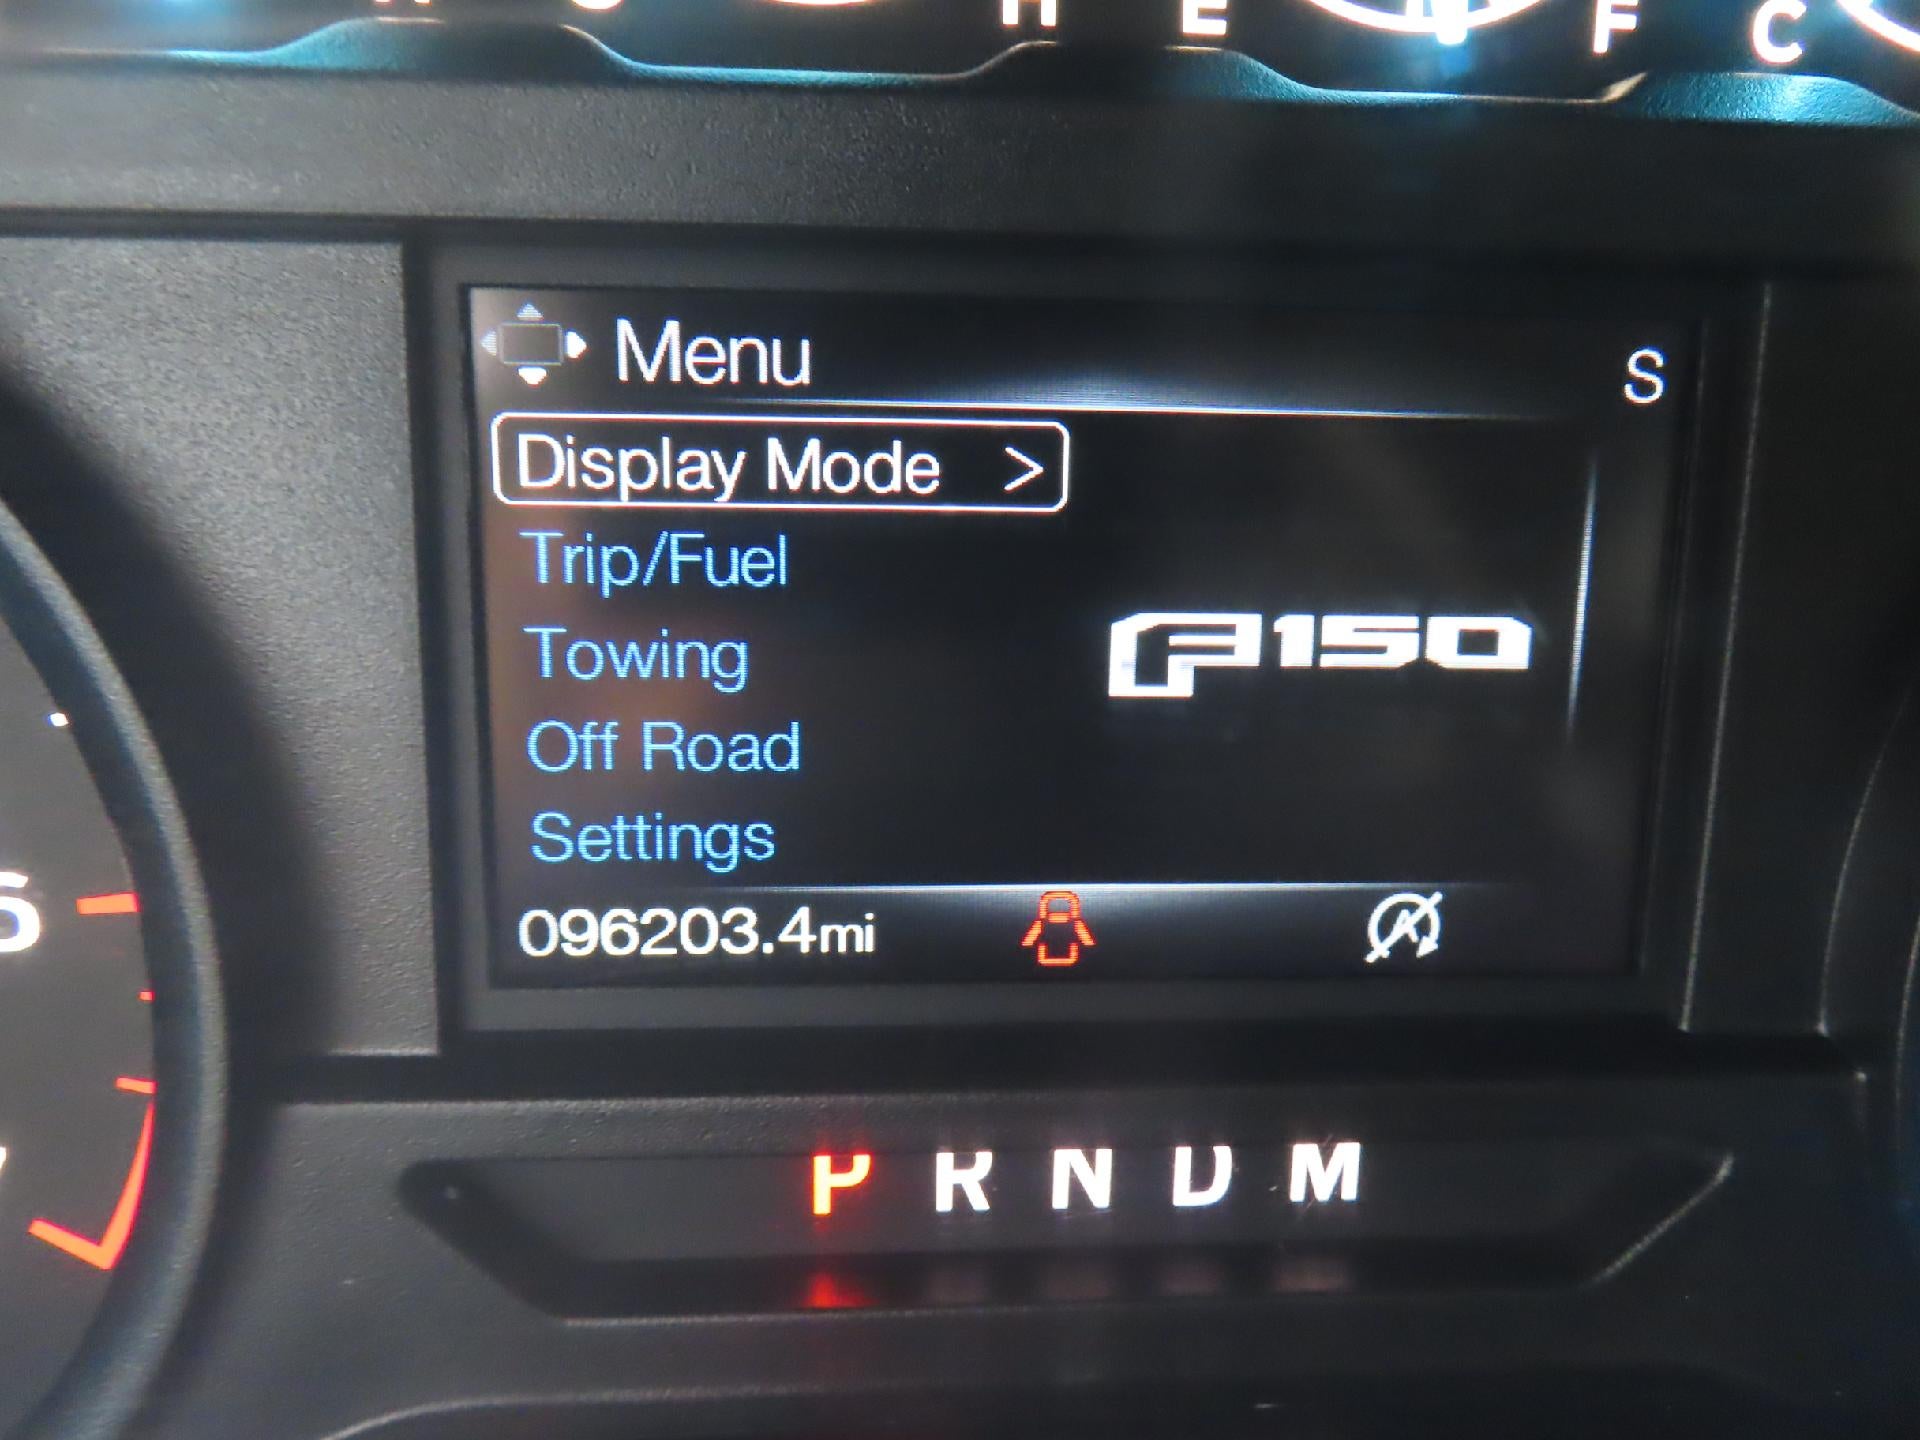 H E F C
Menu
S
Display Mode >
Trip/Fuel
Towing
F150
Off Road
Settings
096203.4mi
P R N D M